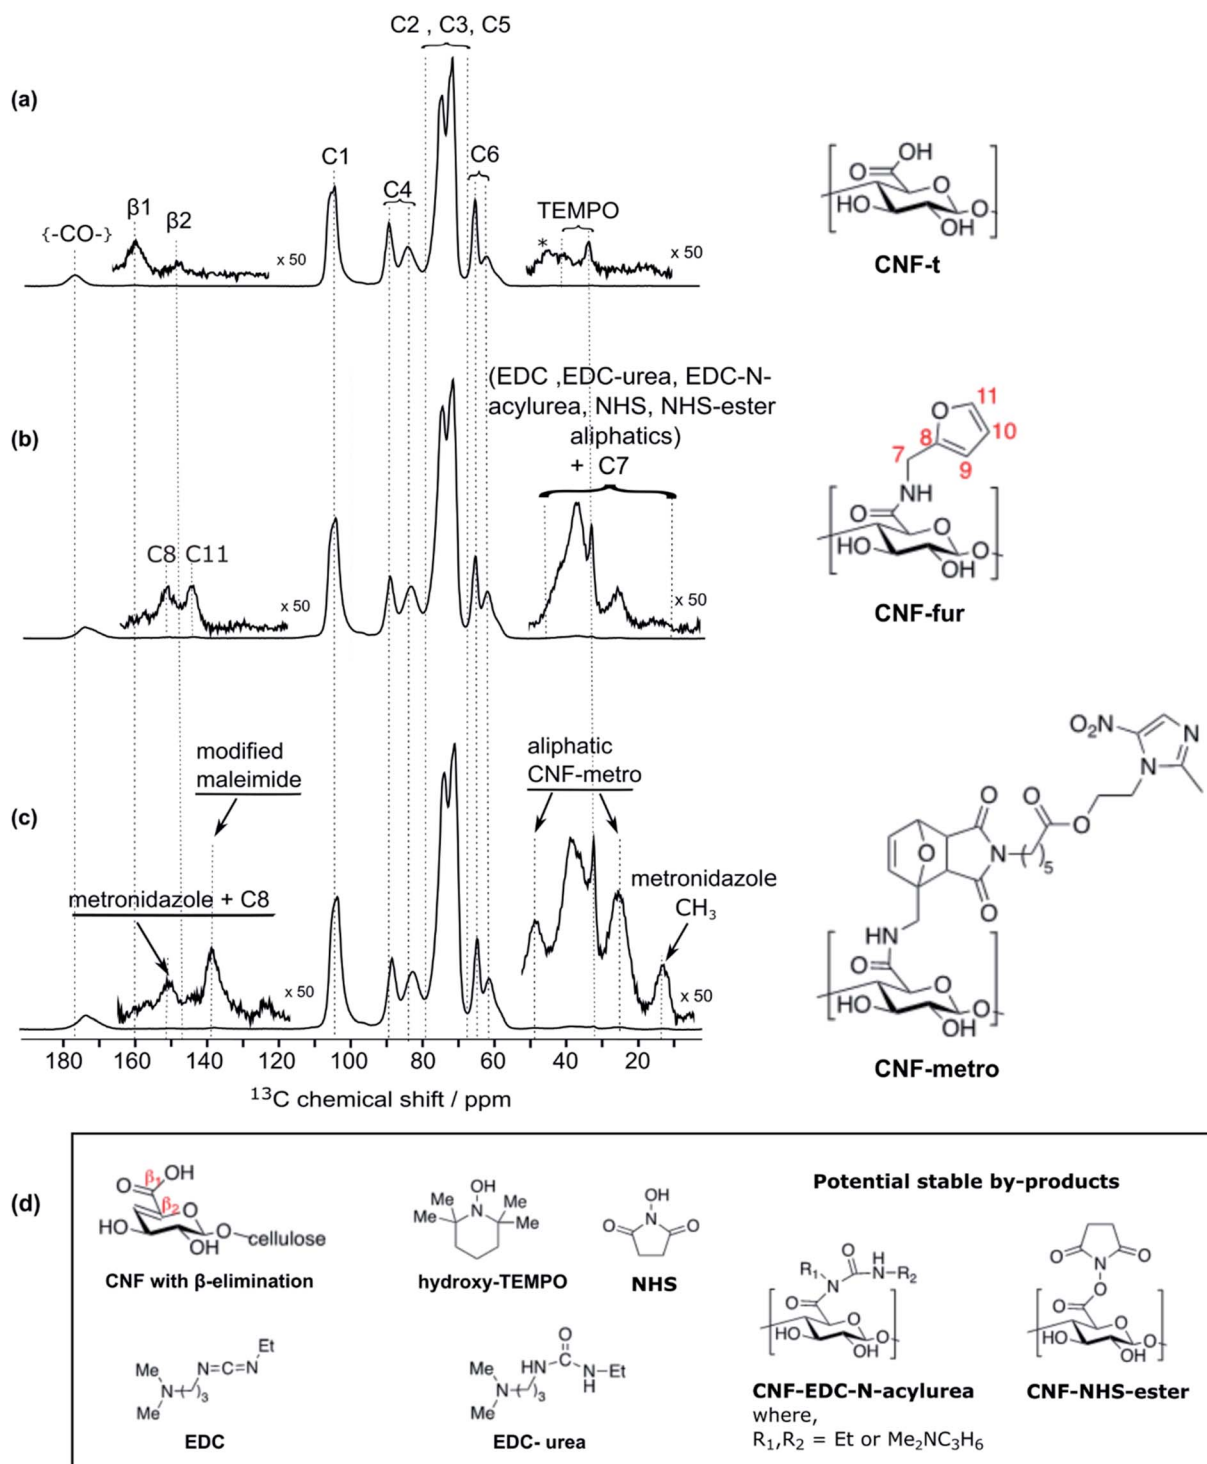 C2 , C3, C5
(a)
C1
C6
C4
{-CO-}
β1
β2
x 50
TEMPO
*
x 50
OH
O
O
HO
OH
O
CNF-t
(EDC ,EDC-urea, EDC-N-
acylurea, NHS, NHS-ester
aliphatics)
+ C7
(b)
C8 C11
x 50
x 50
O
11
8
10
7
9
NH
O
O
HO
OH
O
CNF-fur
modified
maleimide
aliphatic
CNF-metro
(c)
metronidazole + C8
metronidazole
CH3
x 50
x 50
O2N
N
N
O
O
O
O
N
5
O
HN
O
O
HO
OH
O
CNF-metro
180 160 140 120 100 80 60 40 20
13C chemical shift / ppm
(d)
Potential stable by-products
β1
OH
O
β2
O
HO
OH
O
cellulose
CNF with β-elimination
OH
Me
N
Me
Me
Me
hydroxy-TEMPO
OH
N
O
O
NHS
R1
O
N
N
H
R2
O
O
HO
OH
O
CNF-EDC-N-acylurea
where,
R1,R2 = Et or Me2NC3H6
O
N
O
O
O
O
HO
OH
O
CNF-NHS-ester
Et
Me
N=C=N
N
3
Me
EDC
O
Me
HN
N
H
Et
N
3
Me
EDC- urea